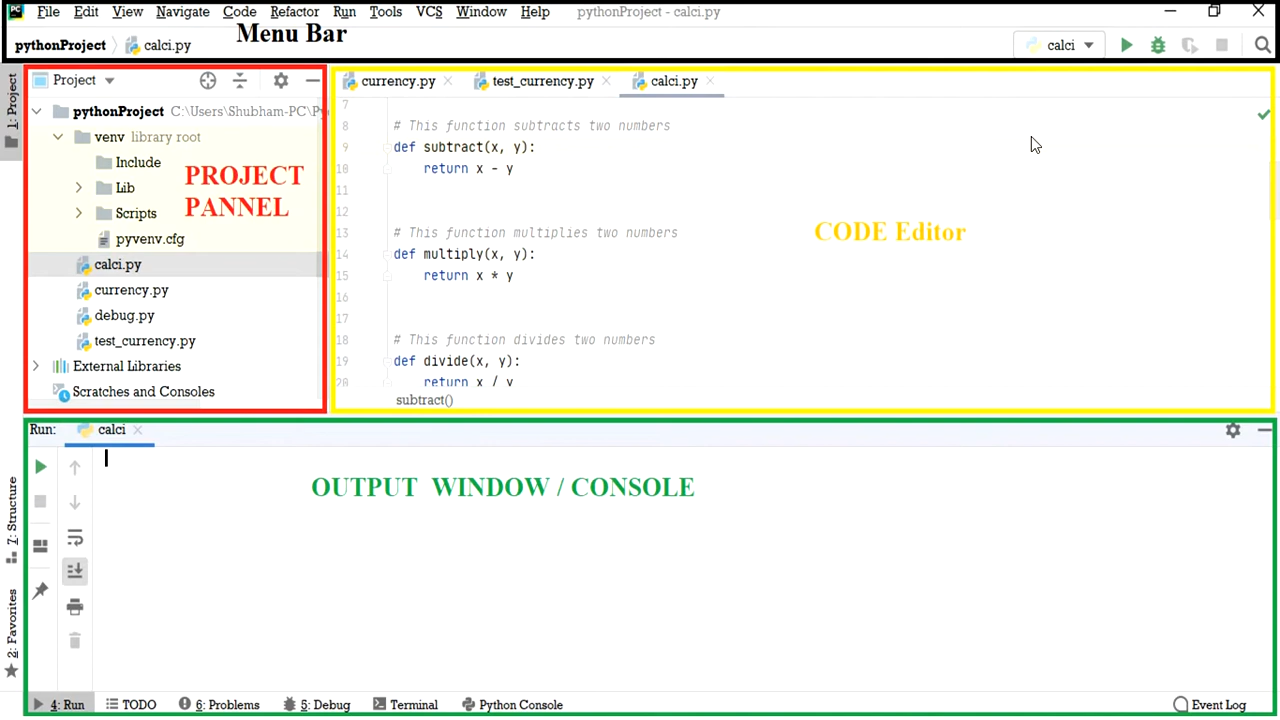 PC File Edit View Navigate Code Refactor Run Tools VCS Window Help pythonProject - calci.py
Menu Bar
pythonProject calci.py calci
1: Project
Project
pythonProject C:\Users\Shubham-PC\Py
venv library root
Include
Lib
Scripts
pyvenv.cfg
calci.py
currency.py
debug.py
test_currency.py
External Libraries
Scratches and Consoles
PROJECT
PANNEL
currency.py test_currency.py calci.py
7
8 # This function subtracts two numbers
9 def subtract(x, y):
10 return x - y
11
12
13 # This function multiplies two numbers
14 def multiply(x, y):
15 return x * y
16
17
18 # This function divides two numbers
19 def divide(x, y):
20 return x / y
subtract()
CODE Editor
Run: calci
OUTPUT WINDOW / CONSOLE
7: Structure
2: Favorites
4: Run TODO 6: Problems 5: Debug Terminal Python Console Event Log